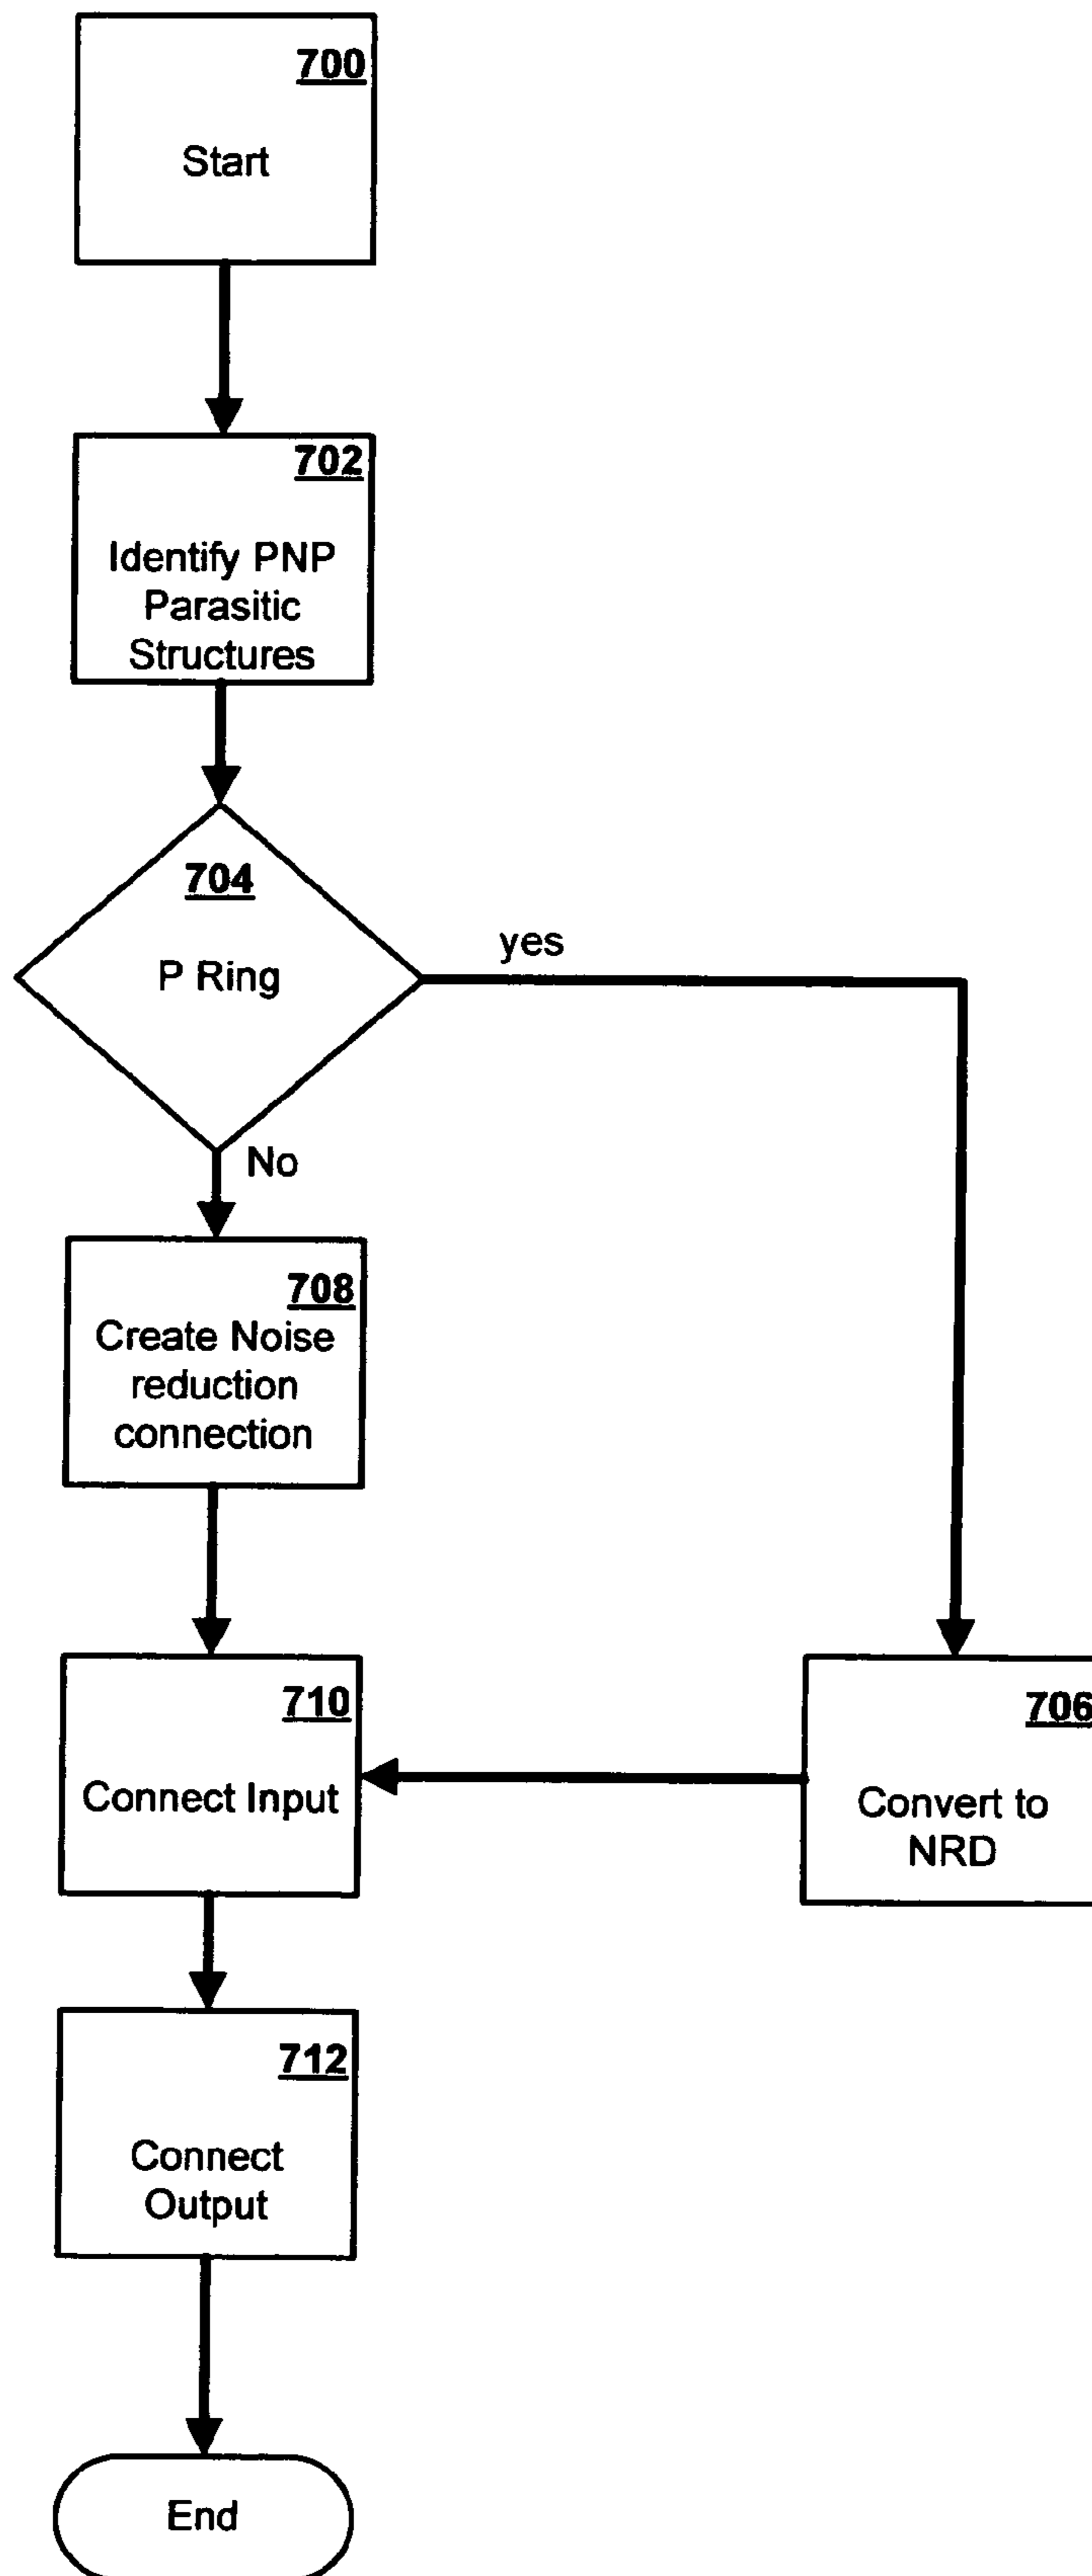 700
Start
702
Identify PNP
Parasitic
Structures
704
P Ring
yes
No
708
Create Noise
reduction
connection
710
Connect Input
706
Convert to
NRD
712
Connect
Output
End